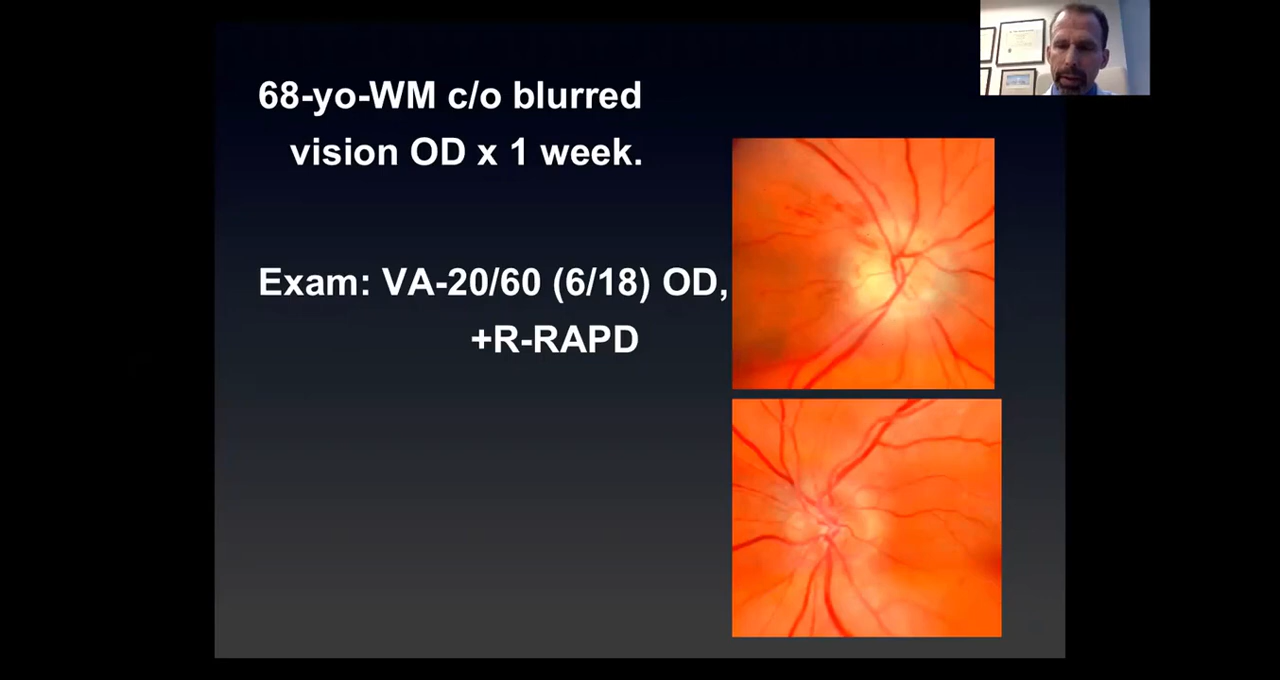 68-yo-WM c/o blurred
vision OD x 1 week.
Exam: VA-20/60 (6/18) OD,
+R-RAPD